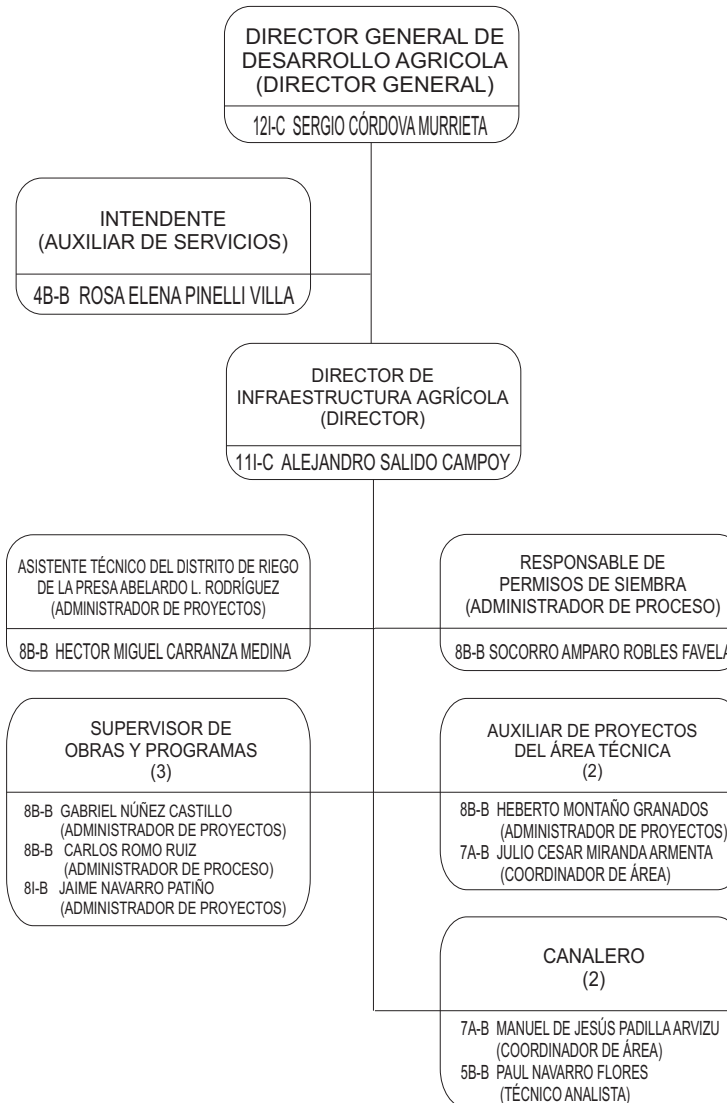 DIRECTOR GENERAL DE
DESARROLLO AGRICOLA
(DIRECTOR GENERAL)
12I-C SERGIO CÓRDOVA MURRIETA
INTENDENTE
(AUXILIAR DE SERVICIOS)
4B-B ROSA ELENA PINELLI VILLA
DIRECTOR DE
INFRAESTRUCTURA AGRÍCOLA
(DIRECTOR)
11I-C ALEJANDRO SALIDO CAMPOY
ASISTENTE TÉCNICO DEL DISTRITO DE RIEGO
DE LA PRESA ABELARDO L. RODRÍGUEZ
(ADMINISTRADOR DE PROYECTOS)
8B-B HECTOR MIGUEL CARRANZA MEDINA
RESPONSABLE DE
PERMISOS DE SIEMBRA
(ADMINISTRADOR DE PROCESO)
8B-B SOCORRO AMPARO ROBLES FAVELA
SUPERVISOR DE
OBRAS Y PROGRAMAS
(3)
8B-B GABRIEL NÚÑEZ CASTILLO
(ADMINISTRADOR DE PROYECTOS)
8B-B CARLOS ROMO RUIZ
(ADMINISTRADOR DE PROCESO)
8I-B JAIME NAVARRO PATIÑO
(ADMINISTRADOR DE PROYECTOS)
AUXILIAR DE PROYECTOS
DEL ÁREA TÉCNICA
(2)
8B-B HEBERTO MONTAÑO GRANADOS
(ADMINISTRADOR DE PROYECTOS)
7A-B JULIO CESAR MIRANDA ARMENTA
(COORDINADOR DE ÁREA)
CANALERO
(2)
7A-B MANUEL DE JESÚS PADILLA ARVIZU
(COORDINADOR DE ÁREA)
5B-B PAUL NAVARRO FLORES
(TÉCNICO ANALISTA)